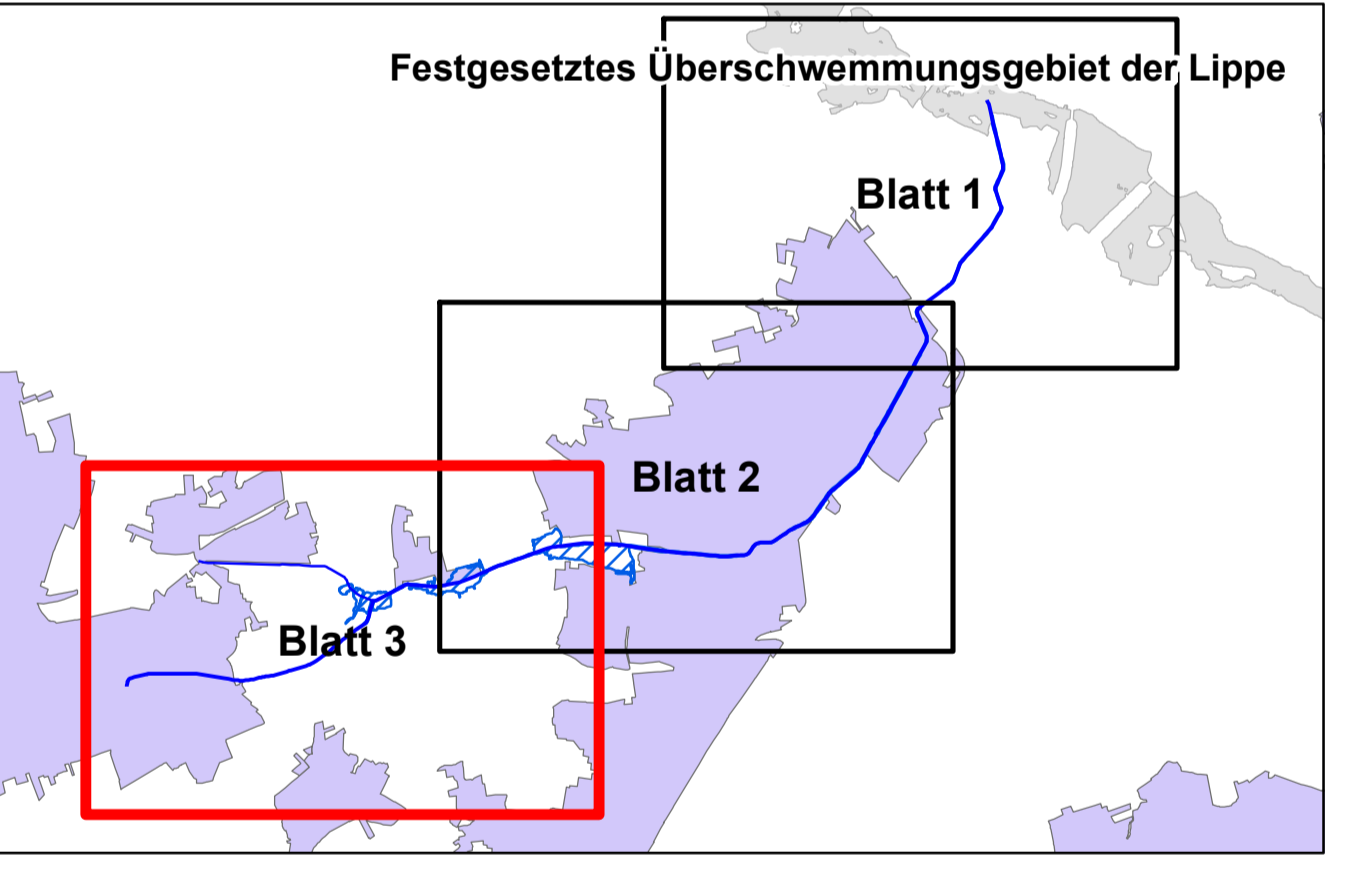 Festgesetztes Überschwemmungsgebiet der Lippe
Blatt 1
Blatt 2
Blatt 3